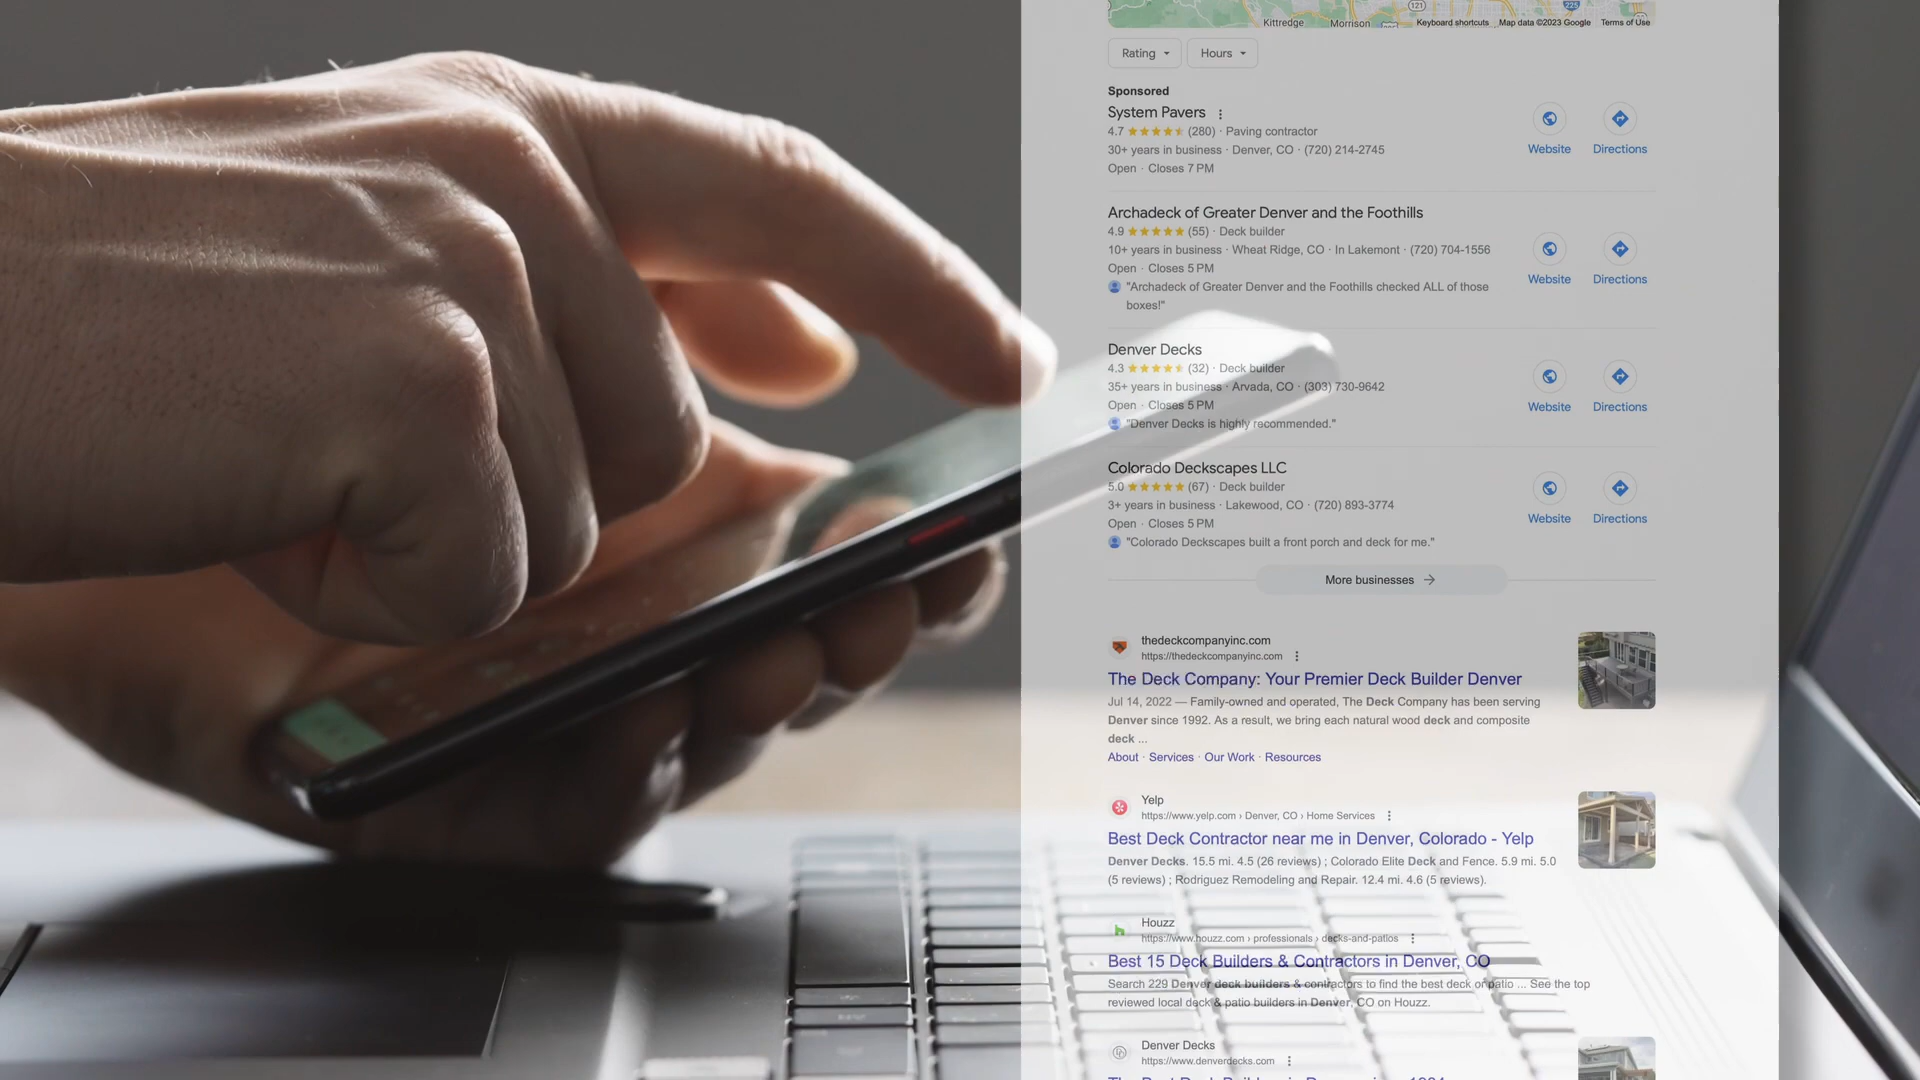 121
225
Kittredge
Morrison
Keyboard shortcuts Map data ©2023 Google Terms of Use
Rating Hours
Sponsored
System Pavers
4.7 (280) · Paving contractor
30+ years in business · Denver, CO · (720) 214-2745
Open · Closes 7 PM
Website Directions
Archadeck of Greater Denver and the Foothills
4.9 (55) · Deck builder
10+ years in business · Wheat Ridge, CO · In Lakemont · (720) 704-1556
Open · Closes 5 PM
"Archadeck of Greater Denver and the Foothills checked ALL of those
boxes!"
Website Directions
Denver Decks
4.3 (32) · Deck builder
35+ years in business · Arvada, CO · (303) 730-9642
Open · Closes 5 PM
"Denver Decks is highly recommended."
Website Directions
Colorado Deckscapes LLC
5.0 (67) · Deck builder
3+ years in business · Lakewood, CO · (720) 893-3774
Open · Closes 5 PM
"Colorado Deckscapes built a front porch and deck for me."
Website Directions
More businesses →
thedeckcompanyinc.com
https://thedeckcompanyinc.com
The Deck Company: Your Premier Deck Builder Denver
Jul 14, 2022 — Family-owned and operated, The Deck Company has been serving
Denver since 1992. As a result, we bring each natural wood deck and composite
deck ...
About · Services · Our Work · Resources
Yelp
https://www.yelp.com › Denver, CO › Home Services
Best Deck Contractor near me in Denver, Colorado - Yelp
Denver Decks. 15.5 mi. 4.5 (26 reviews) ; Colorado Elite Deck and Fence. 5.9 mi. 5.0
(5 reviews) ; Rodriguez Remodeling and Repair. 12.4 mi. 4.6 (5 reviews).
Houzz
https://www.houzz.com › professionals › decks-and-patios
Best 15 Deck Builders & Contractors in Denver, CO
Search 229 Denver deck builders & contractors to find the best deck or patio ... See the top
reviewed local deck & patio builders in Denver, CO on Houzz.
Denver Decks
https://www.denverdecks.com